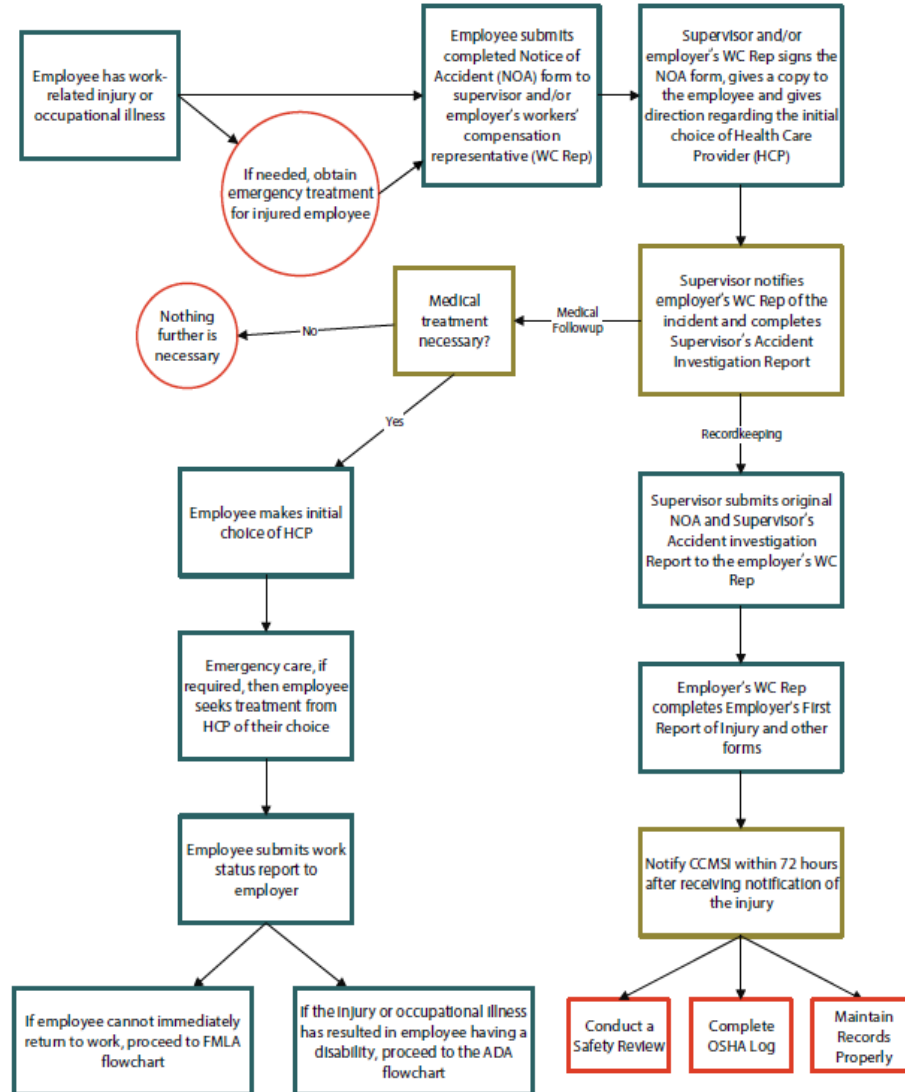 Employee has work-
related injury or
occupational illness
Employee submits
completed Notice of
Accident (NOA) form to
supervisor and/or
employer's workers'
compensation
representative (WC Rep)
Supervisor and/or
employer's WC Rep signs
the NOA form, gives a copy
to the employee and gives
direction regarding the initial
choice of Health Care
Provider (HCP)
If needed, obtain
emergency treatment
for injured employee
Nothing
further is
necessary
No
Medical
treatment
necessary?
Medical
Followup
Supervisor notifies
employer's WC Rep of the
incident and completes
Supervisor's Accident
Investigation Report
Yes
Recordkeeping
Employee makes initial
choice of HCP
Supervisor submits original
NOA and Supervisor's
Accident investigation
Report to the employer's WC
Rep
Emergency care, if
required, then employee
seeks treatment from
HCP of their choice
Employer's WC Rep
completes Employer's First
Report of Injury and other
forms
Employee submits work
status report to
employer
Notify CCMSI within 72 hours
after receiving notification of
the injury
If employee cannot immediately
return to work, proceed to FMLA
flowchart
If the injury or occupational illness
has resulted in employee having a
disability, proceed to the ADA
flowchart
Conduct a
Safety Review
Complete
OSHA Log
Maintain
Records
Properly